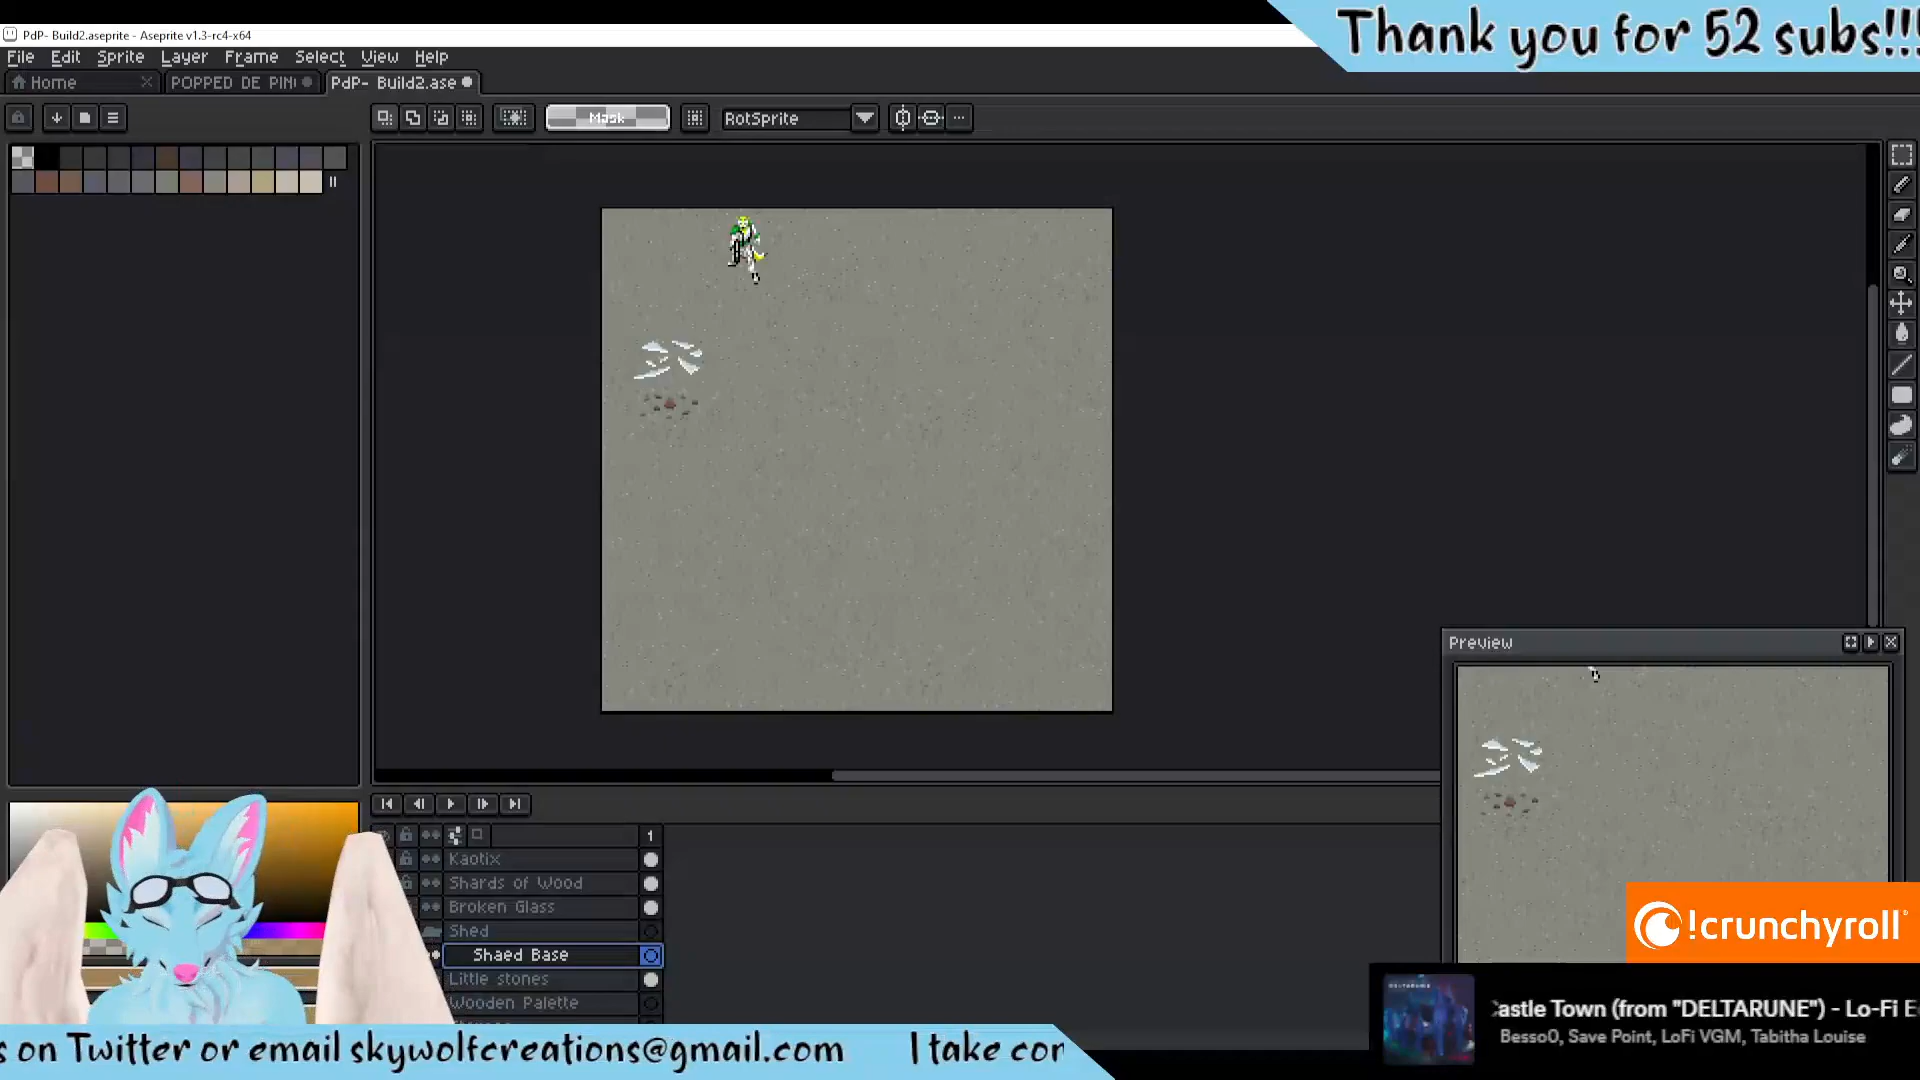 Thank you for 52 subs!!!
PdP- Build2.aseprite - Aseprite v1.3-rc4-x64
File Edit Sprite Layer Frame Select View Help
Home
POPPED DE PIN
PdP- Build2.ase
Mask
RotSprite
Preview
1
Kaotix
Shards of Wood
Broken Glass
Shed
Shaed Base
Little stones
Wooden Palette
!crunchyroll
DELTARUNE
astle Town (from "DELTARUNE") - Lo-Fi E
Besso0, Save Point, LoFi VGM, Tabitha Louise
s on Twitter or email skywolfcreations@gmail.com I take con